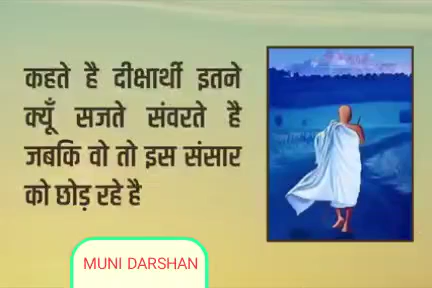 कहते है दीक्षार्थी इतने
क्यूँ सजते संवरते है
जबकि वो तो इस संसार
को छोड़ रहे है
MUNI DARSHAN